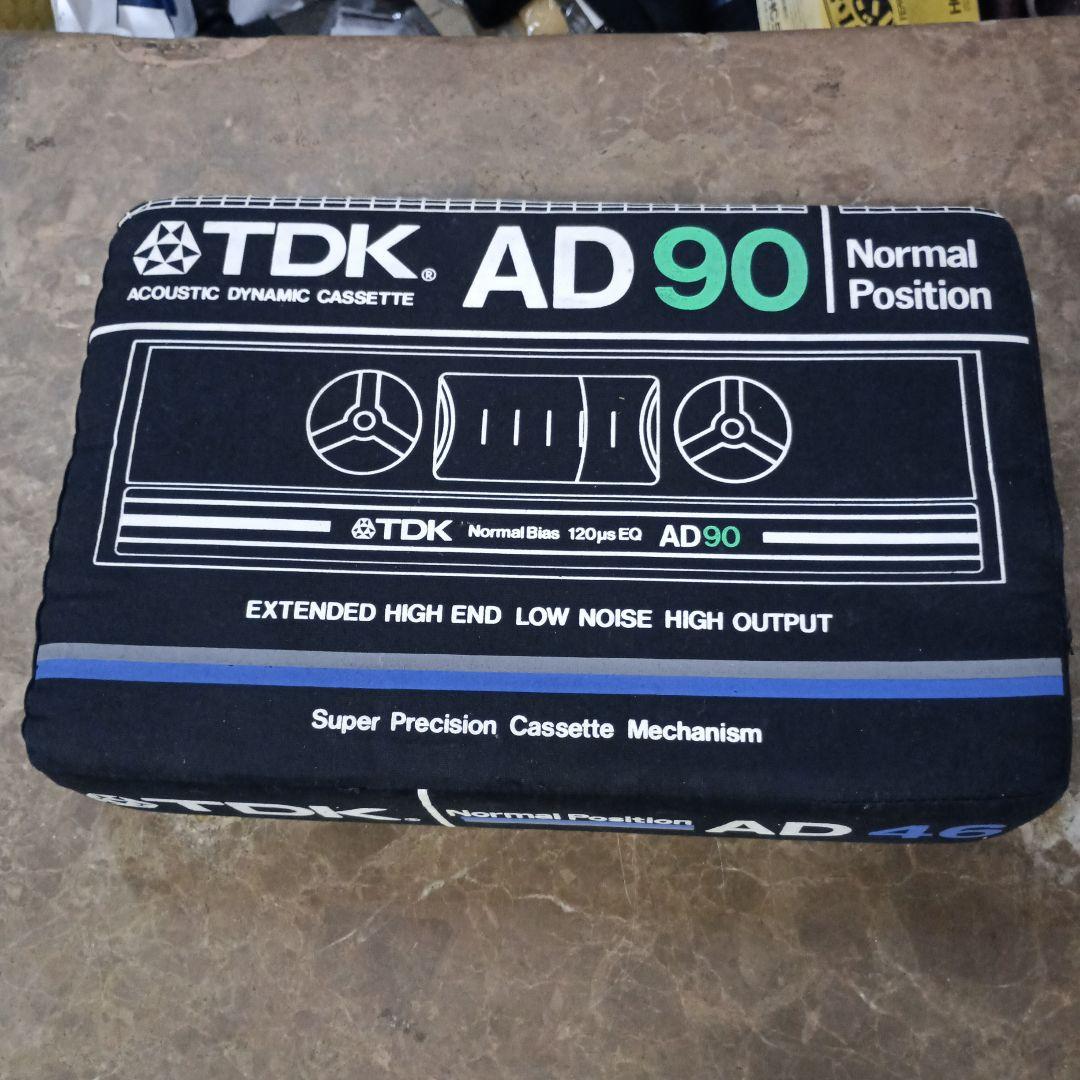 TDK® AD 90 Normal Position
ACOUSTIC DYNAMIC CASSETTE
TDK Normal Bias 120µs EQ AD90
EXTENDED HIGH END LOW NOISE HIGH OUTPUT
Super Precision Cassette Mechanism
TDK® Normal Position AD 46